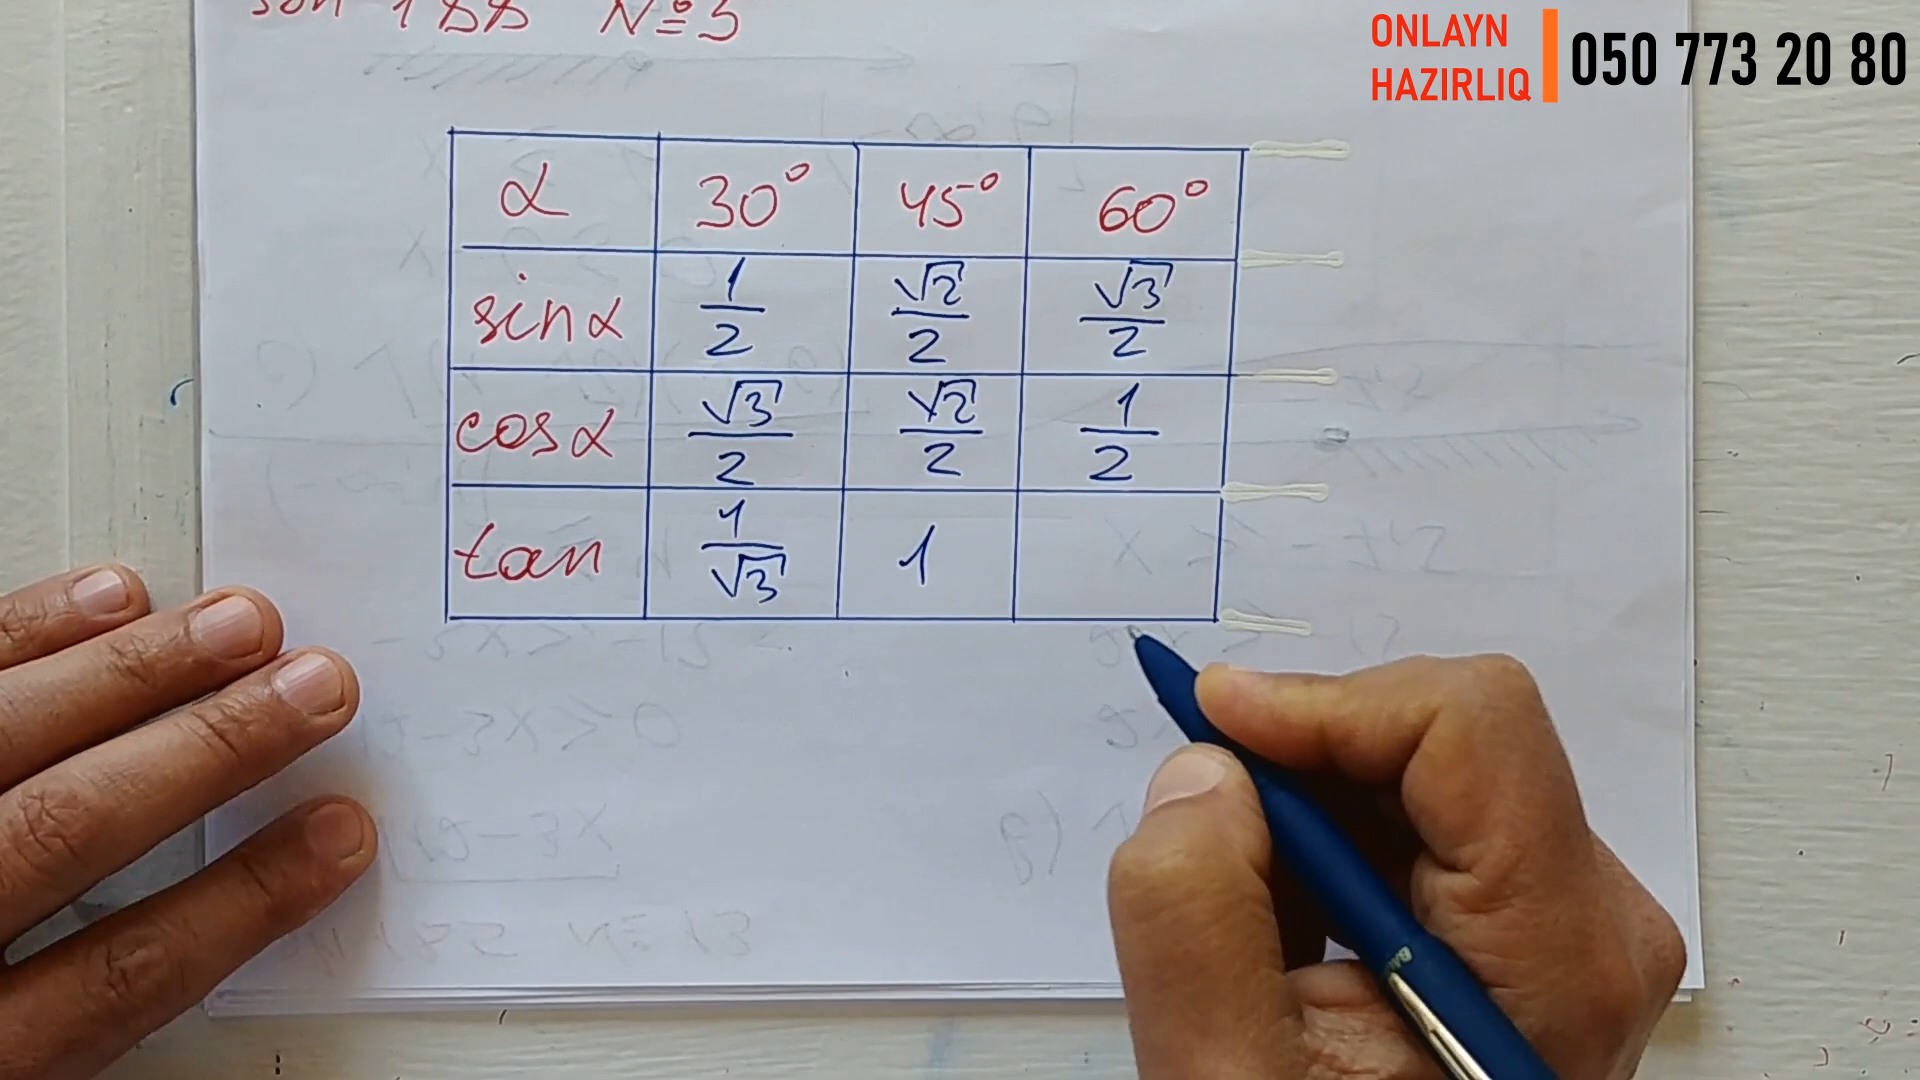 ONLAYN
HAZIRLIQ
050 773 20 80
№3
α 30° 45° 60°
sinα 1/2 √2/2 √3/2
cosα √3/2 √2/2 1/2
tan 1/√3 1